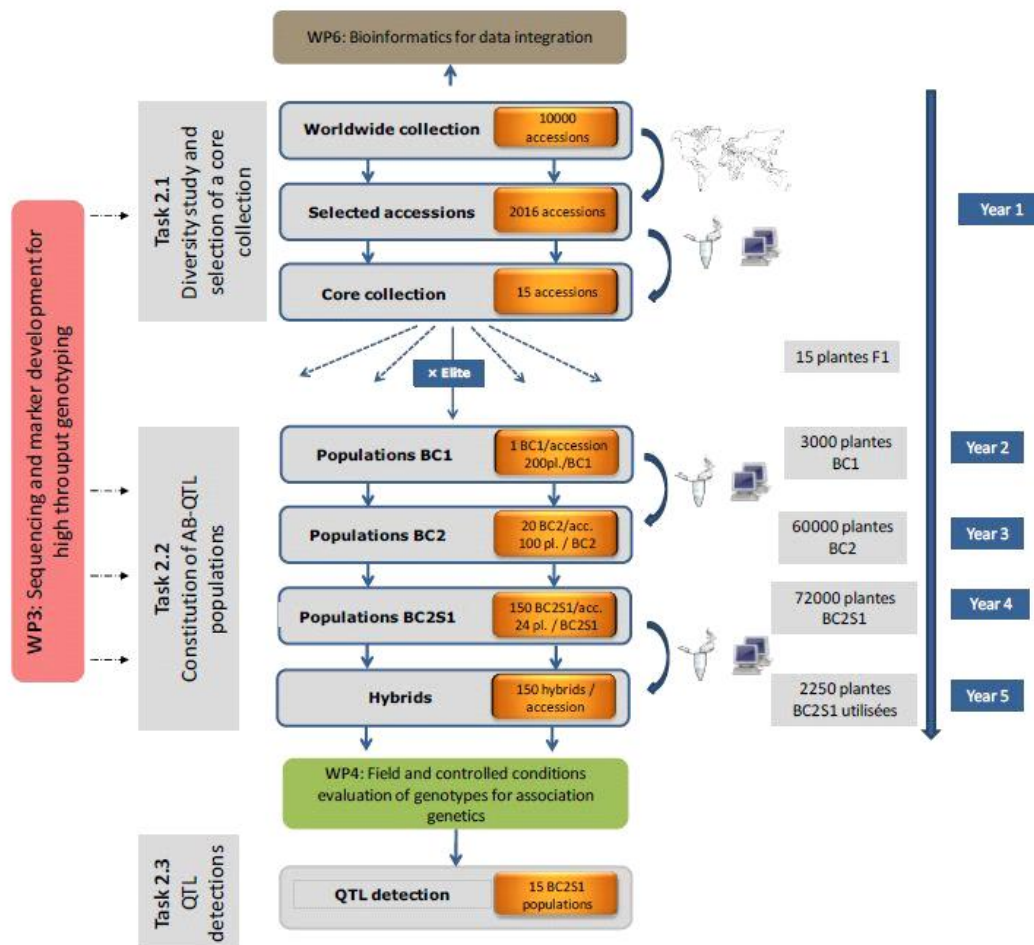 WP6: Bioinformatics for data integration
WP3: Sequencing and marker development for
high throuput genotyping
Task 2.1
Diversity study and
selection of a core
collection
Worldwide collection
10000
accessions
Selected accessions
2016 accessions
Core collection
15 accessions
Year 1
× Elite
15 plantes F1
Task 2.2
Constitution of AB-QTL
populations
Populations BC1
1 BC1/accession
200pl./BC1
3000 plantes
BC1
Year 2
Populations BC2
20 BC2/acc.
100 pl. / BC2
60000 plantes
BC2
Year 3
Populations BC2S1
150 BC2S1/acc.
24 pl. / BC2S1
72000 plantes
BC2S1
Year 4
Hybrids
150 hybrids /
accession
2250 plantes
BC2S1 utilisées
Year 5
WP4: Field and controlled conditions
evaluation of genotypes for association
genetics
Task 2.3
QTL
detections
QTL detection
15 BC2S1
populations